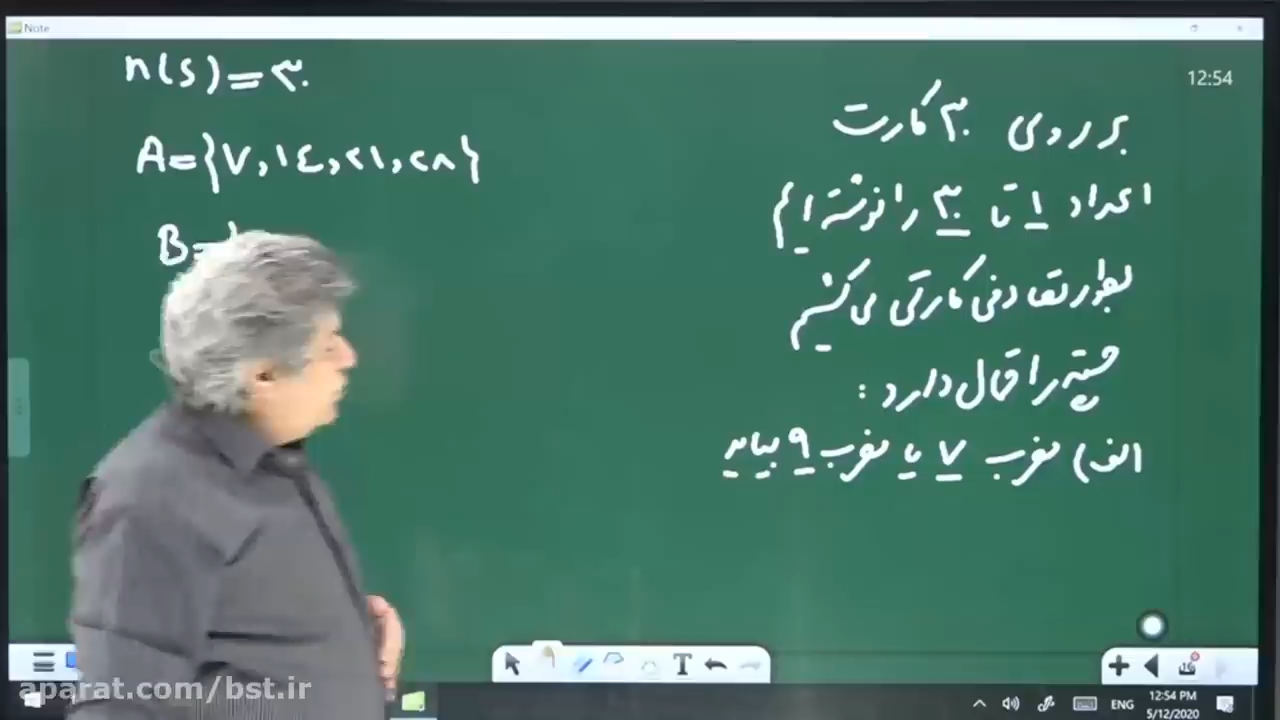 Note
12:54
بر روی ۳۰ کارت
اعداد ۱ تا ۳۰ را نوشته ایم
بطور تصادفی کارتی می کشیم
چقدر احتمال دارد :
الف) مضرب ۷ یا مضرب ۹ بیاید
n(S)=۳۰
A={۷,۱٤,۲۱,۲۸}
B={
T
ENG
12:54 PM
5/12/2020
aparat.com/bst.ir